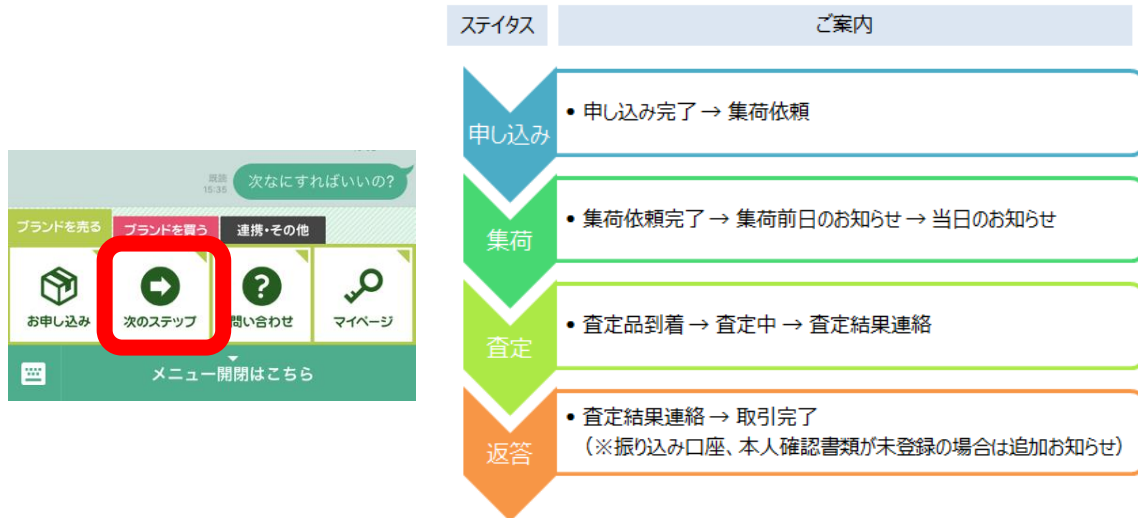 既読
15:35
次なにすればいいの?
ブランドを売る
ブランドを買う
連携・その他
お申し込み
次のステップ
問い合わせ
マイページ
メニュー開閉はこちら
ステイタス
ご案内
申し込み
• 申し込み完了 → 集荷依頼
集荷
• 集荷依頼完了 → 集荷前日のお知らせ → 当日のお知らせ
査定
• 査定品到着 → 査定中 → 査定結果連絡
返答
• 査定結果連絡 → 取引完了
(※振り込み口座、本人確認書類が未登録の場合は追加お知らせ)